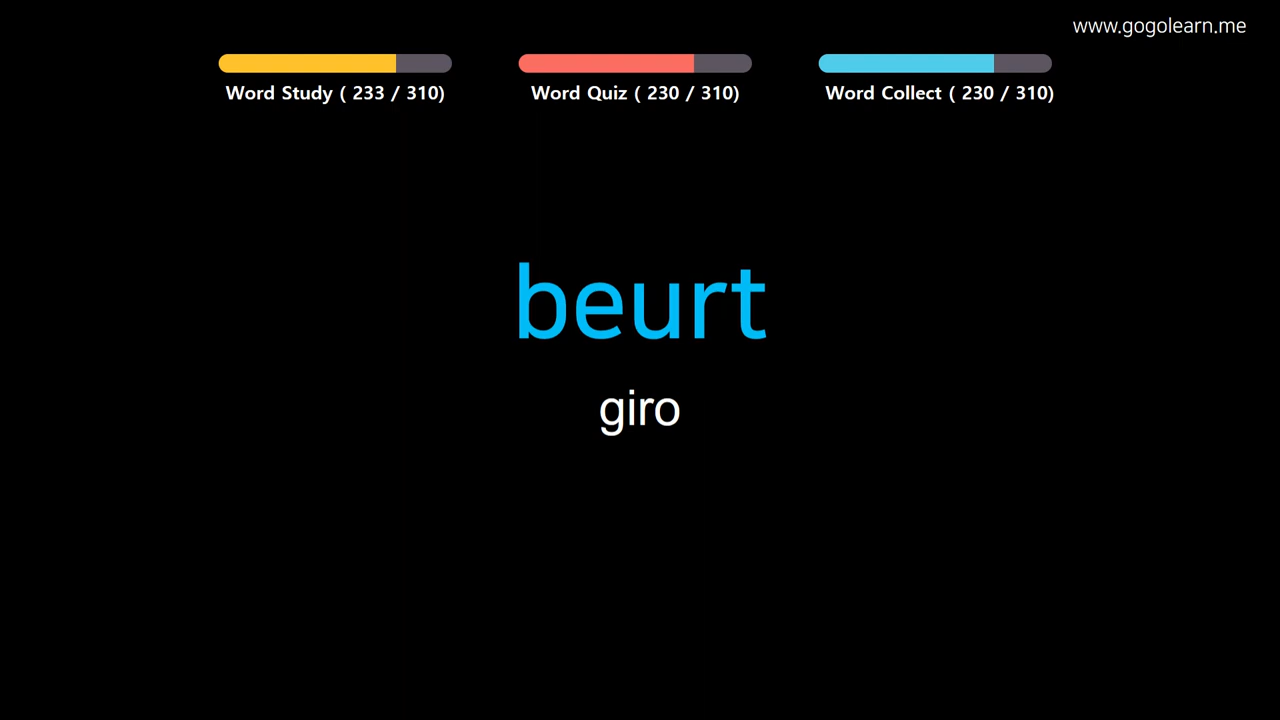 www.gogolearn.me
Word Study ( 233 / 310)
Word Quiz ( 230 / 310)
Word Collect ( 230 / 310)
beurt
giro